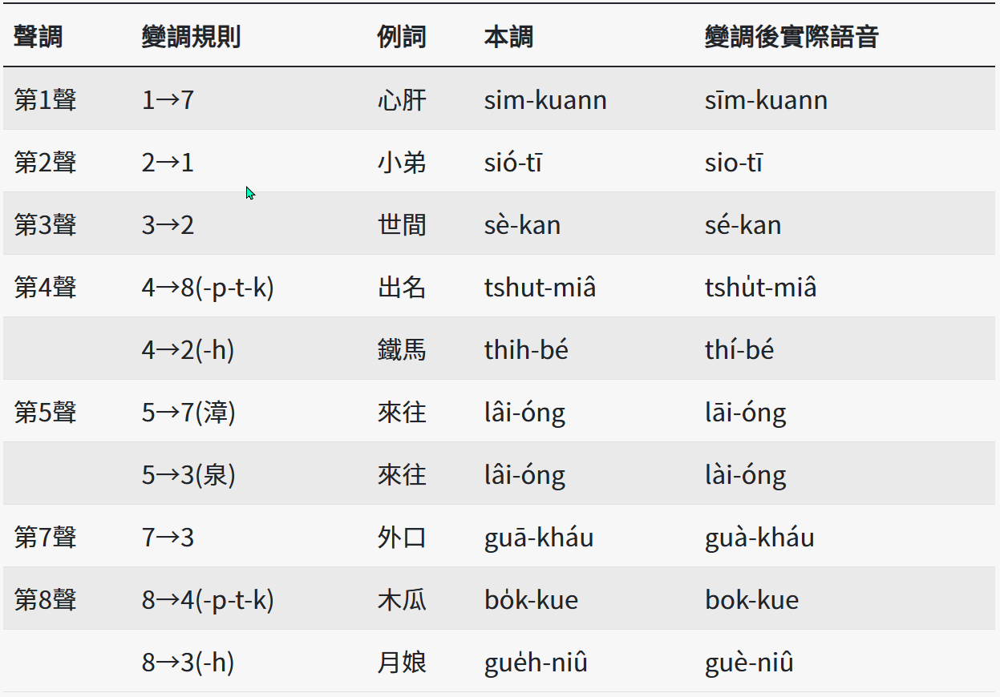 聲調 變調規則 例詞 本調 變調後實際語音
第1聲 1→7 心肝 sim-kuann sīm-kuann
第2聲 2→1 小弟 sió-tī sio-tī
第3聲 3→2 世間 sè-kan sé-kan
第4聲 4→8(-p-t-k) 出名 tshut-miâ tshu̍t-miâ
4→2(-h) 鐵馬 thih-bé thí-bé
第5聲 5→7(漳) 來往 lâi-óng lāi-óng
5→3(泉) 來往 lâi-óng lài-óng
第7聲 7→3 外口 guā-kháu guà-kháu
第8聲 8→4(-p-t-k) 木瓜 bo̍k-kue bok-kue
8→3(-h) 月娘 gue̍h-niû guè-niû